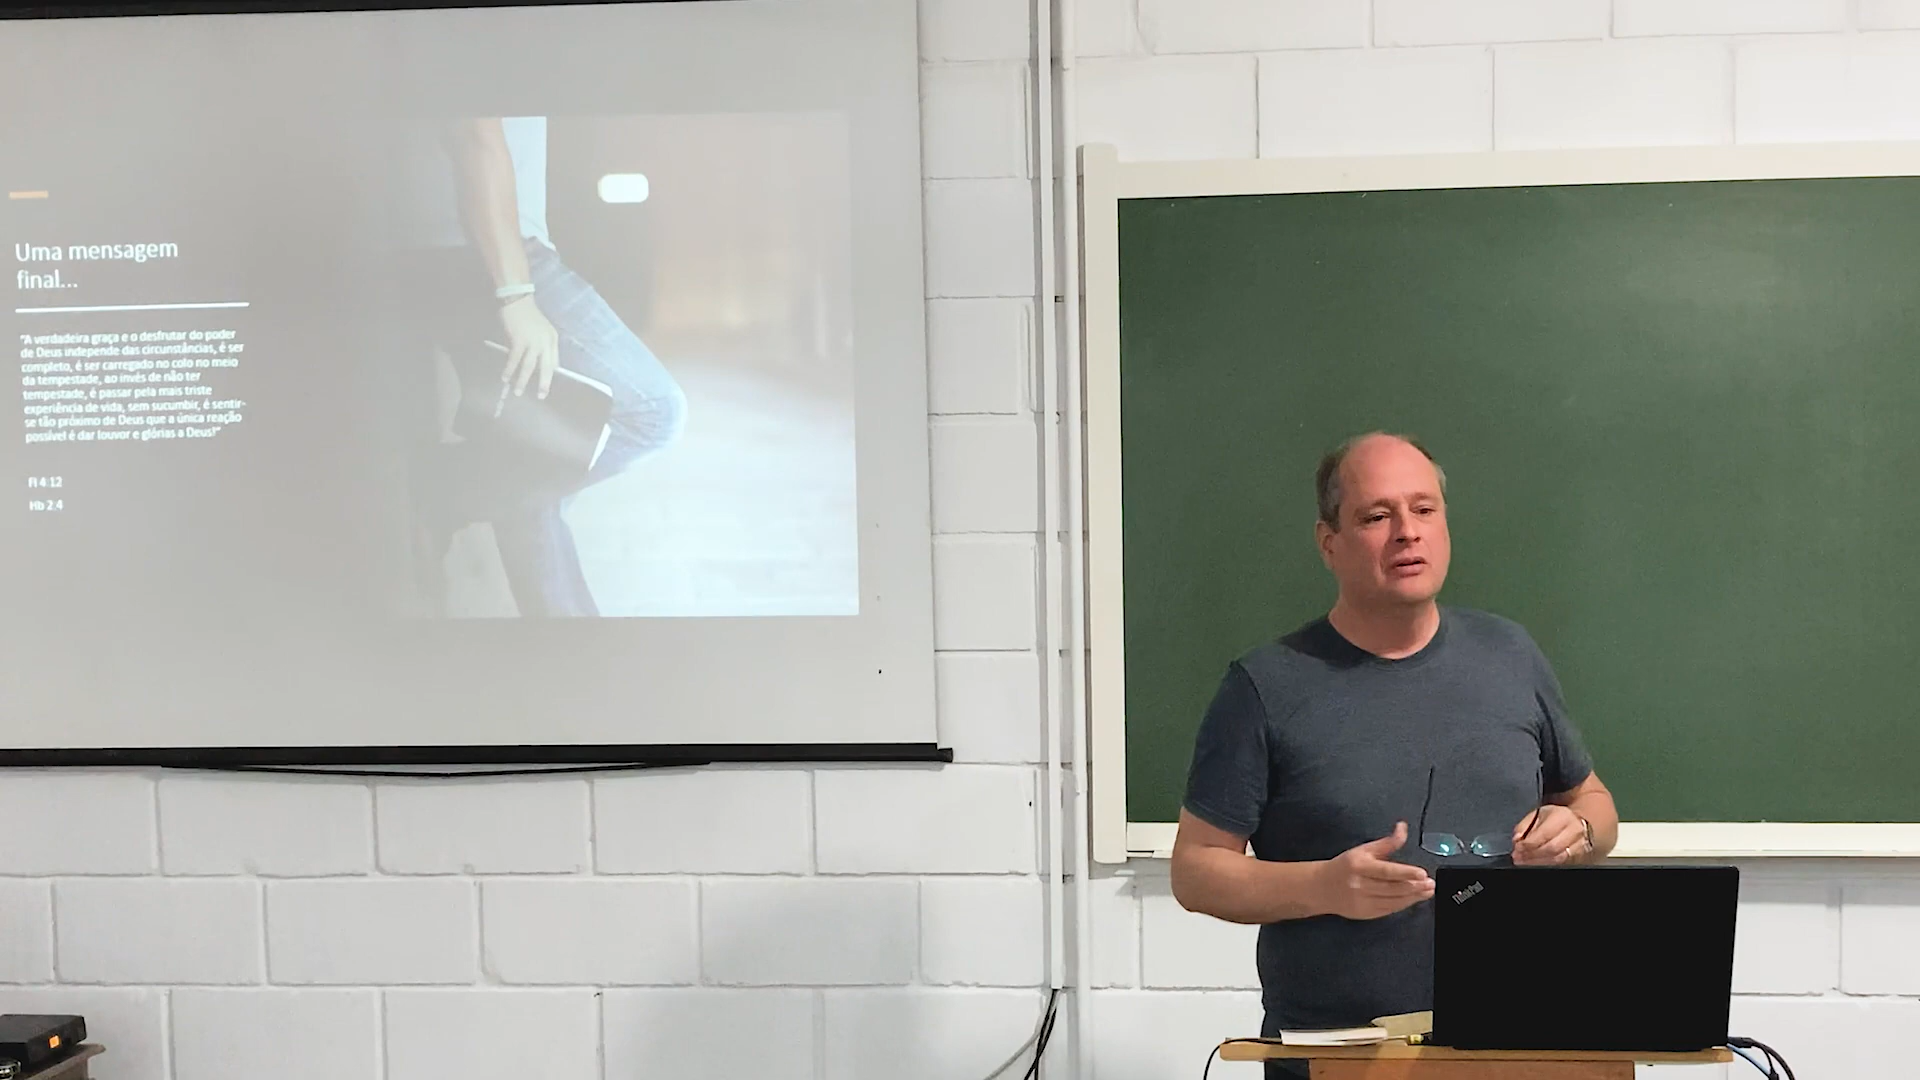 Uma mensagem
final...
"A verdadeira graça e o desfrutar do poder
de Deus independe das circunstâncias, é ser
completo, é ser carregado no colo no meio
da tempestade, ao invés de não ter
tempestade, é passar pela mais triste
experiência de vida, sem sucumbir, é sentir-
se tão próximo de Deus que a única reação
possível é dar louvor e glórias a Deus!"
Fl 4:12
Hb 2:4
ThinkPad